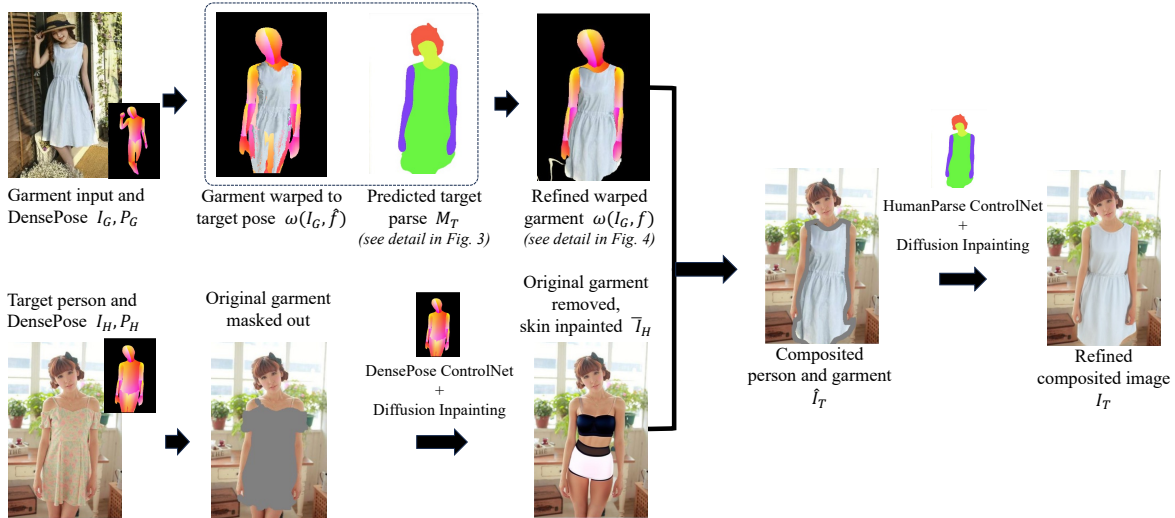 Garment input and
DensePose I_G, P_G
Garment warped to
target pose ω(I_G, f̂)
Predicted target
parse M_T
(see detail in Fig. 3)
Refined warped
garment ω(I_G, f)
(see detail in Fig. 4)
HumanParse ControlNet
+
Diffusion Inpainting
Target person and
DensePose I_H, P_H
Original garment
masked out
DensePose ControlNet
+
Diffusion Inpainting
Original garment
removed,
skin inpainted Ī_H
Composited
person and garment
Î_T
Refined
composited image
I_T